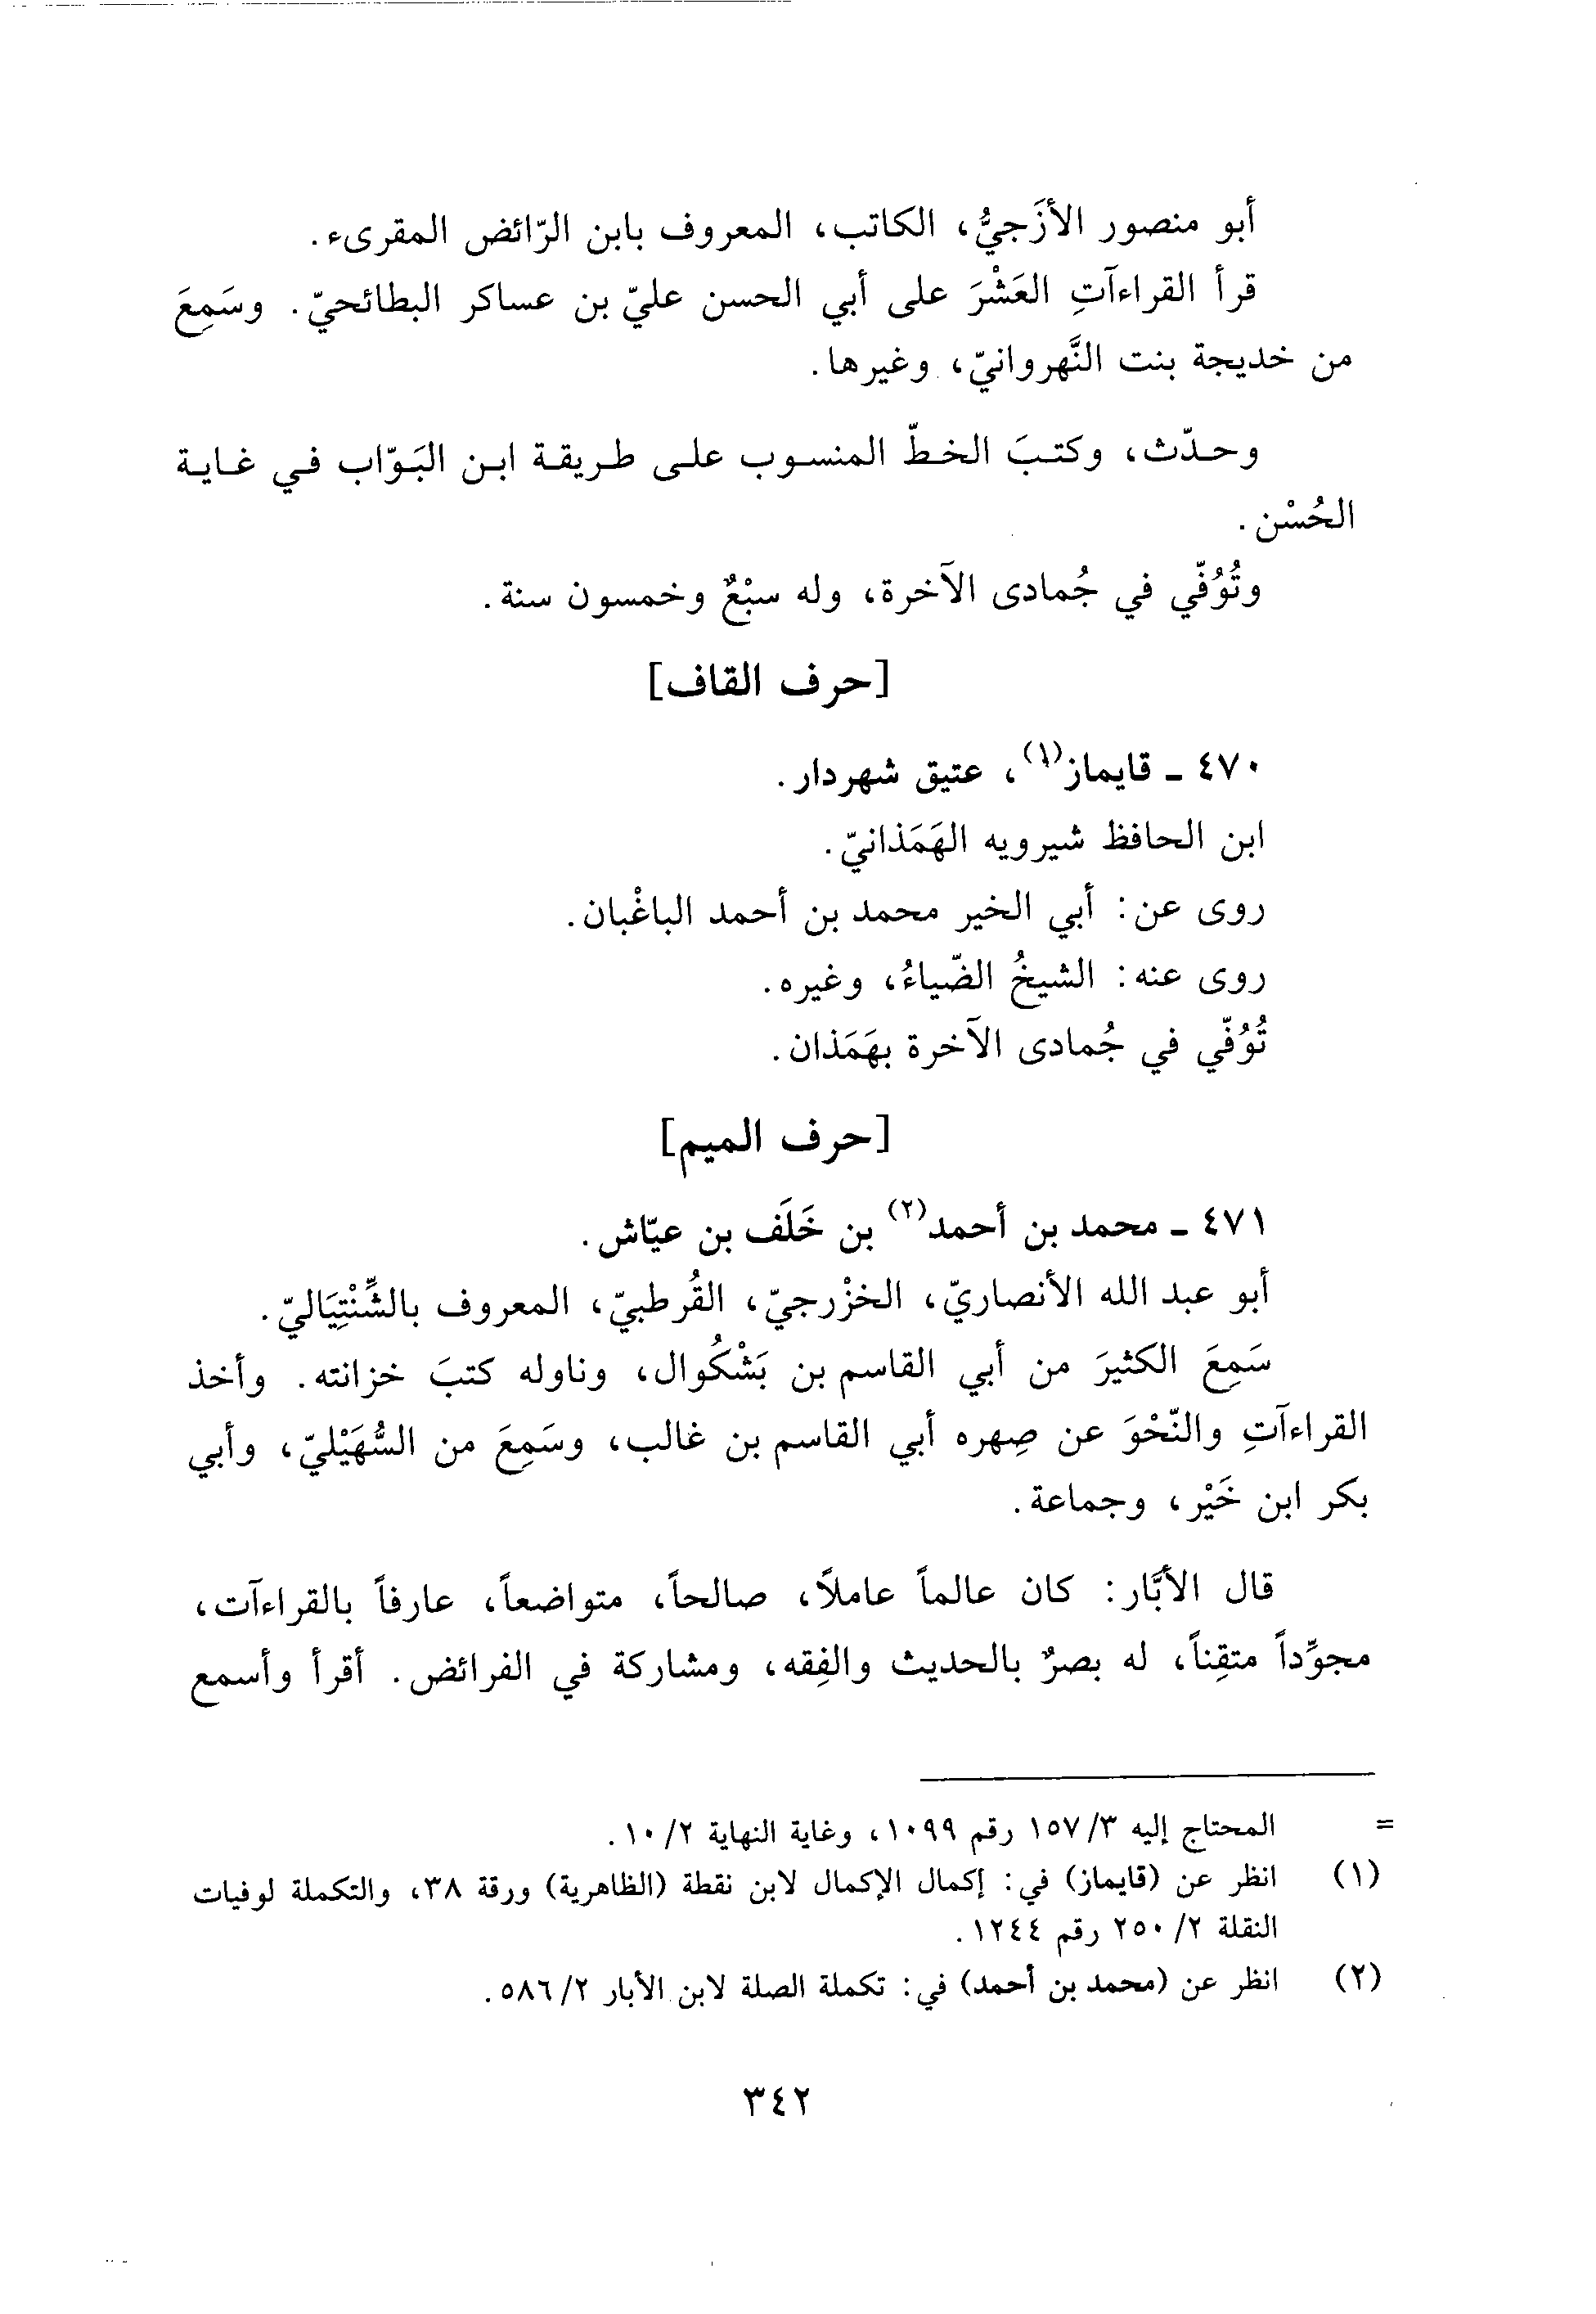 أبو منصور الأزَجيُّ، الكاتب، المعروف بابن الرّائض المقرىء.
قرأ القراءآتِ العَشْرَ على أبي الحسن عليّ بن عساكر البطائحيّ. وسَمِعَ
من خديجة بنت النَّهروانيّ، وغيرها.
وحدّث، وكتبَ الخطّ المنسوب على طريقة ابن البَوّاب في غاية
الحُسْن.
وتُوُفّي في جُمادى الآخرة، وله سبْعٌ وخمسون سنة.
[حرف القاف]
٤٧٠ - قايماز(١)، عتيق شهردار.
ابن الحافظ شيرويه الهَمَذانيّ.
روى عن: أبي الخير محمد بن أحمد الباغْبان.
روى عنه: الشيخُ الضّياءُ، وغيره.
تُوُفّي في جُمادى الآخرة بهَمَذان.
[حرف الميم]
٤٧١ - محمد بن أحمد(٢) بن خَلَف بن عيّاش.
أبو عبد الله الأنصاريّ، الخزْرجيّ، القُرطبيّ، المعروف بالشِّنْتِيَاليّ.
سَمِعَ الكثيرَ من أبي القاسم بن بَشْكُوال، وناوله كتبَ خزانته. وأخذ
القراءآتِ والنّحْوَ عن صِهره أبي القاسم بن غالب، وسَمِعَ من السُّهَيْليّ، وأبي
بكر ابن خَيْر، وجماعة.
قال الأبَّار: كان عالماً عاملاً، صالحاً، متواضعاً، عارفاً بالقراءآت،
مجوِّداً متقِناً، له بصرٌ بالحديث والفِقه، ومشاركة في الفرائض. أقرأ وأسمع
= المحتاج إليه ٣/١٥٧ رقم ١٠٩٩، وغاية النهاية ٢/١٠.
(١) انظر عن (قايماز) في: إكمال الإكمال لابن نقطة (الظاهرية) ورقة ٣٨، والتكملة لوفيات
النقلة ٢/٢٥٠ رقم ١٢٤٤.
(٢) انظر عن (محمد بن أحمد) في: تكملة الصلة لابن الأبار ٢/٥٨٦.
٣٤٢